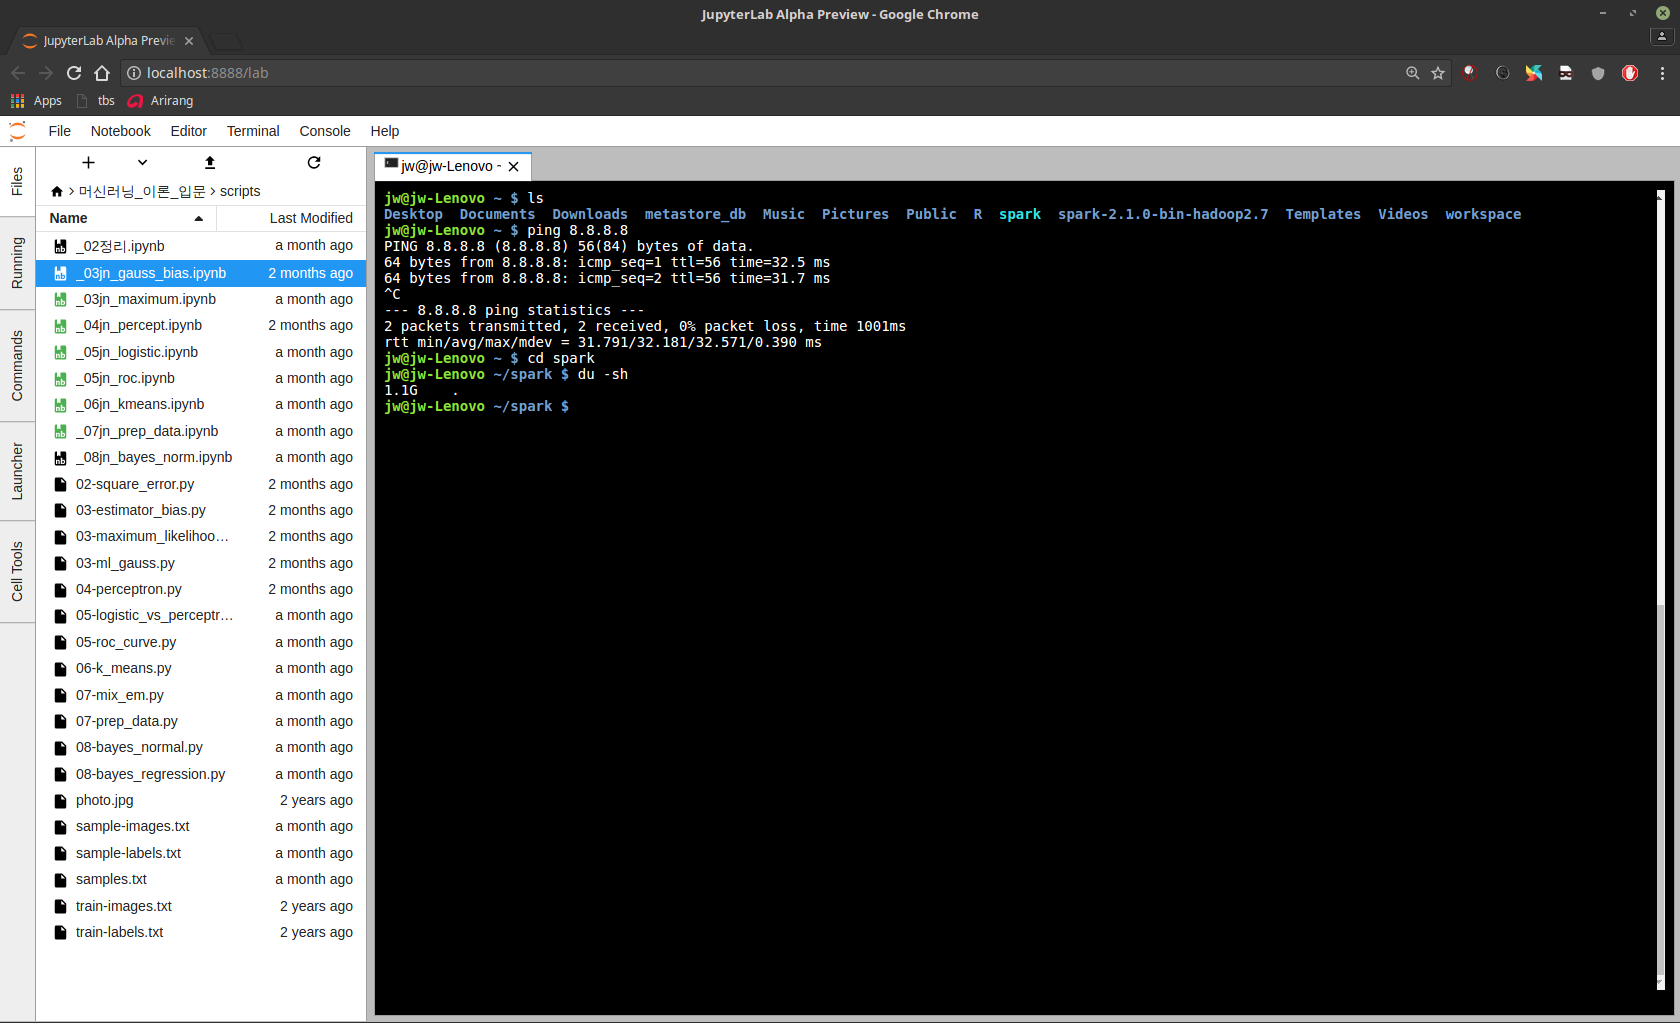 JupyterLab Alpha Preview - Google Chrome
JupyterLab Alpha Previe
localhost:8888/lab
Apps tbs Arirang
File Notebook Editor Terminal Console Help
Files
Running
Commands
Launcher
Cell Tools
머신러닝_이론_입문 > scripts
Name Last Modified
_02정리.ipynb a month ago
_03jn_gauss_bias.ipynb 2 months ago
_03jn_maximum.ipynb a month ago
_04jn_percept.ipynb 2 months ago
_05jn_logistic.ipynb a month ago
_05jn_roc.ipynb a month ago
_06jn_kmeans.ipynb a month ago
_07jn_prep_data.ipynb a month ago
_08jn_bayes_norm.ipynb a month ago
02-square_error.py 2 months ago
03-estimator_bias.py 2 months ago
03-maximum_likelihoo… 2 months ago
03-ml_gauss.py 2 months ago
04-perceptron.py 2 months ago
05-logistic_vs_perceptr… a month ago
05-roc_curve.py a month ago
06-k_means.py a month ago
07-mix_em.py a month ago
07-prep_data.py a month ago
08-bayes_normal.py a month ago
08-bayes_regression.py a month ago
photo.jpg 2 years ago
sample-images.txt a month ago
sample-labels.txt a month ago
samples.txt a month ago
train-images.txt 2 years ago
train-labels.txt 2 years ago
jw@jw-Lenovo ~
jw@jw-Lenovo ~ $ ls
Desktop Documents Downloads metastore_db Music Pictures Public R spark spark-2.1.0-bin-hadoop2.7 Templates Videos workspace
jw@jw-Lenovo ~ $ ping 8.8.8.8
PING 8.8.8.8 (8.8.8.8) 56(84) bytes of data.
64 bytes from 8.8.8.8: icmp_seq=1 ttl=56 time=32.5 ms
64 bytes from 8.8.8.8: icmp_seq=2 ttl=56 time=31.7 ms
^C
--- 8.8.8.8 ping statistics ---
2 packets transmitted, 2 received, 0% packet loss, time 1001ms
rtt min/avg/max/mdev = 31.791/32.181/32.571/0.390 ms
jw@jw-Lenovo ~ $ cd spark
jw@jw-Lenovo ~/spark $ du -sh
1.1G .
jw@jw-Lenovo ~/spark $